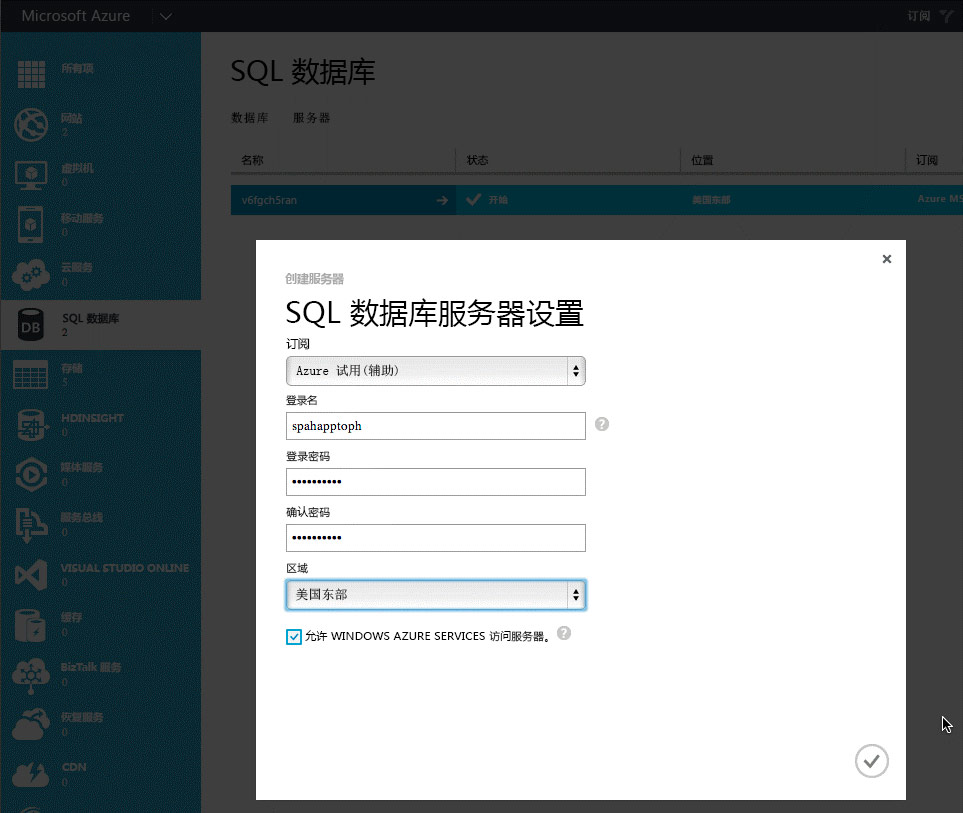 Microsoft Azure
订阅
所有项
网站
2
虚拟机
0
移动服务
0
云服务
0
SQL 数据库
2
存储
5
HDINSIGHT
0
媒体服务
0
服务总线
0
VISUAL STUDIO ONLINE
0
缓存
0
BizTalk 服务
0
恢复服务
0
CDN
0
SQL 数据库
数据库 服务器
名称 状态 位置 订阅
v6fgch5ran 开始 美国东部 Azure MS
创建服务器
SQL 数据库服务器设置
订阅
Azure 试用(辅助)
登录名
spahapptoph
?
登录密码
••••••••••
确认密码
••••••••••
区域
美国东部
允许 WINDOWS AZURE SERVICES 访问服务器。 ?